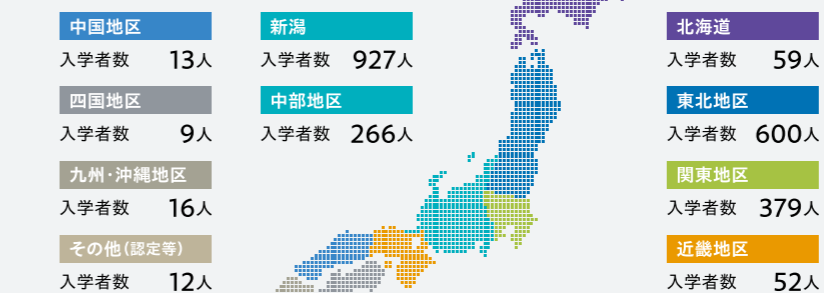 中国地区
入学者数 13人
四国地区
入学者数 9人
九州·沖縄地区
入学者数 16人
その他(認定等)
入学者数 12人
新潟
入学者数 927人
中部地区
入学者数 266人
北海道
入学者数 59人
東北地区
入学者数 600人
関東地区
入学者数 379人
近畿地区
入学者数 52人